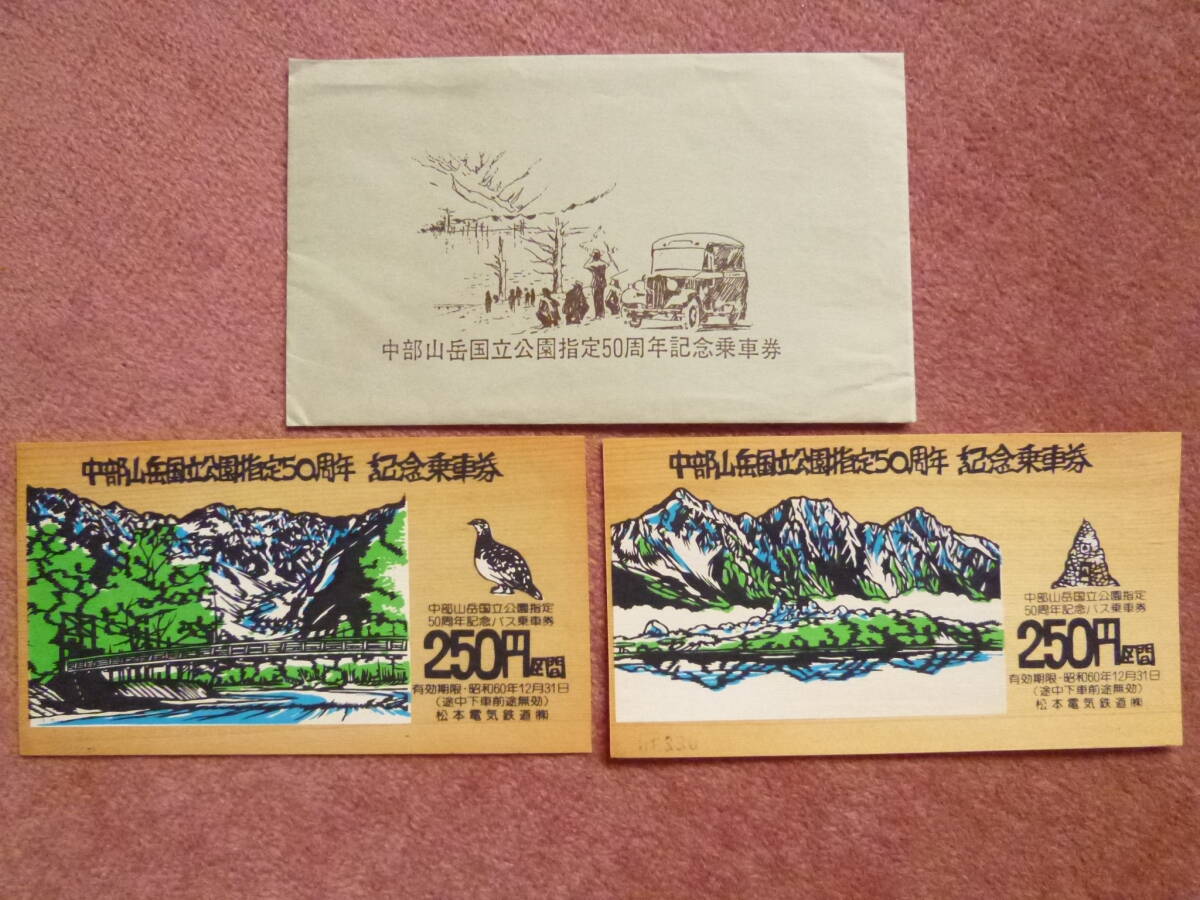 中部山岳国立公園指定50周年記念乗車券
中部山岳国立公園指定50周年 記念乗車券
中部山岳国立公園指定
50周年記念バス乗車券
250円区間
有効期限・昭和60年12月31日
(途中下車前途無効)
松本電気鉄道㈱
中部山岳国立公園指定50周年 記念乗車券
中部山岳国立公園指定
50周年記念バス乗車券
250円区間
有効期限・昭和60年12月31日
(途中下車前途無効)
松本電気鉄道㈱